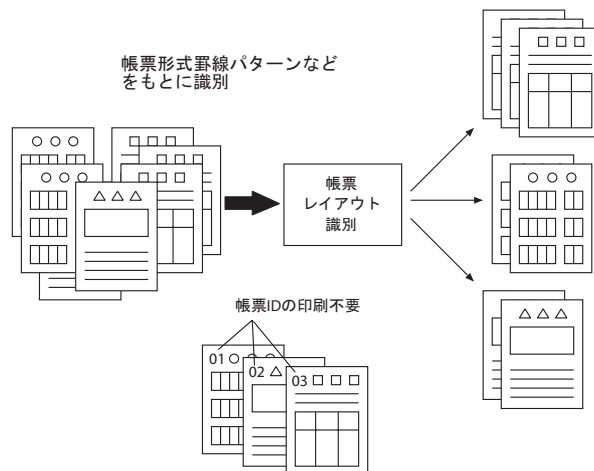 帳票形式罫線パターンなど
をもとに識別
帳票
レイアウト
識別
帳票IDの印刷不要
01
02
03